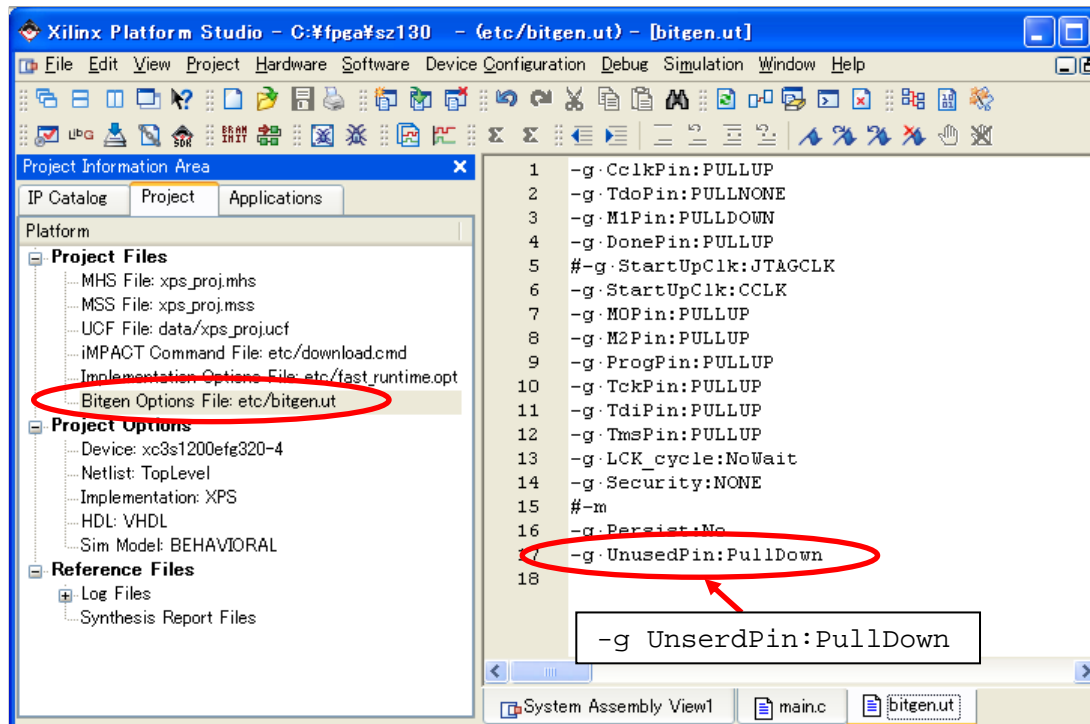 Xilinx Platform Studio - C:¥fpga¥sz130 - (etc/bitgen.ut) - [bitgen.ut]
File Edit View Project Hardware Software Device Configuration Debug Simulation Window Help
Project Information Area
IP Catalog Project Applications
Platform
Project Files
MHS File: xps_proj.mhs
MSS File: xps_proj.mss
UCF File: data/xps_proj.ucf
iMPACT Command File: etc/download.cmd
Implementation Options File: etc/fast_runtime.opt
Bitgen Options File: etc/bitgen.ut
Project Options
Device: xc3s1200efg320-4
Netlist: TopLevel
Implementation: XPS
HDL: VHDL
Sim Model: BEHAVIORAL
Reference Files
Log Files
Synthesis Report Files
1 -g·CclkPin:PULLUP
2 -g·TdoPin:PULLNONE
3 -g·M1Pin:PULLDOWN
4 -g·DonePin:PULLUP
5 #-g·StartUpClk:JTAGCLK
6 -g·StartUpClk:CCLK
7 -g·M0Pin:PULLUP
8 -g·M2Pin:PULLUP
9 -g·ProgPin:PULLUP
10 -g·TckPin:PULLUP
11 -g·TdiPin:PULLUP
12 -g·TmsPin:PULLUP
13 -g·LCK_cycle:NoWait
14 -g·Security:NONE
15 #-m
16 -g·Persist:No
17 -g·UnusedPin:PullDown
18
-g UnserdPin:PullDown
System Assembly View1 main.c bitgen.ut